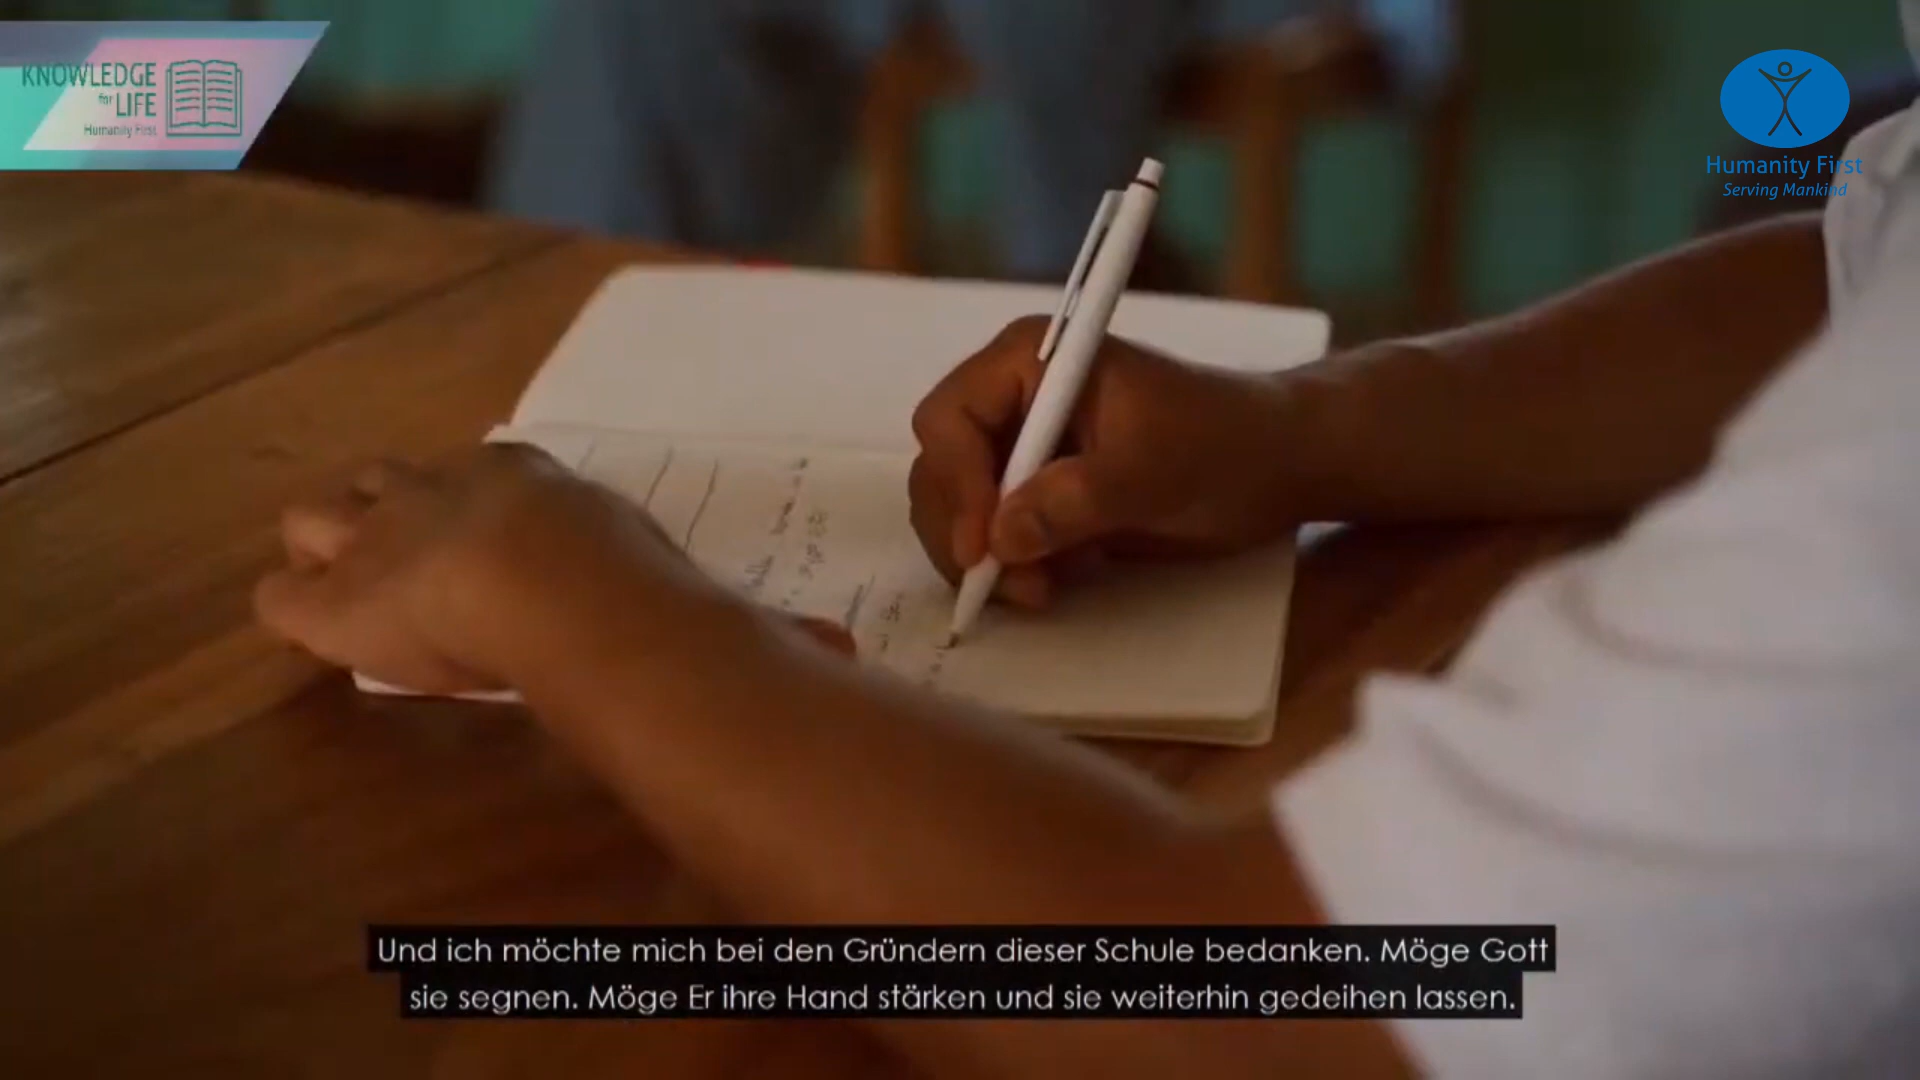 KNOWLEDGE
for LIFE
Humanity First
Humanity First
Serving Mankind
Und ich möchte mich bei den Gründern dieser Schule bedanken. Möge Gott
sie segnen. Möge Er ihre Hand stärken und sie weiterhin gedeihen lassen.